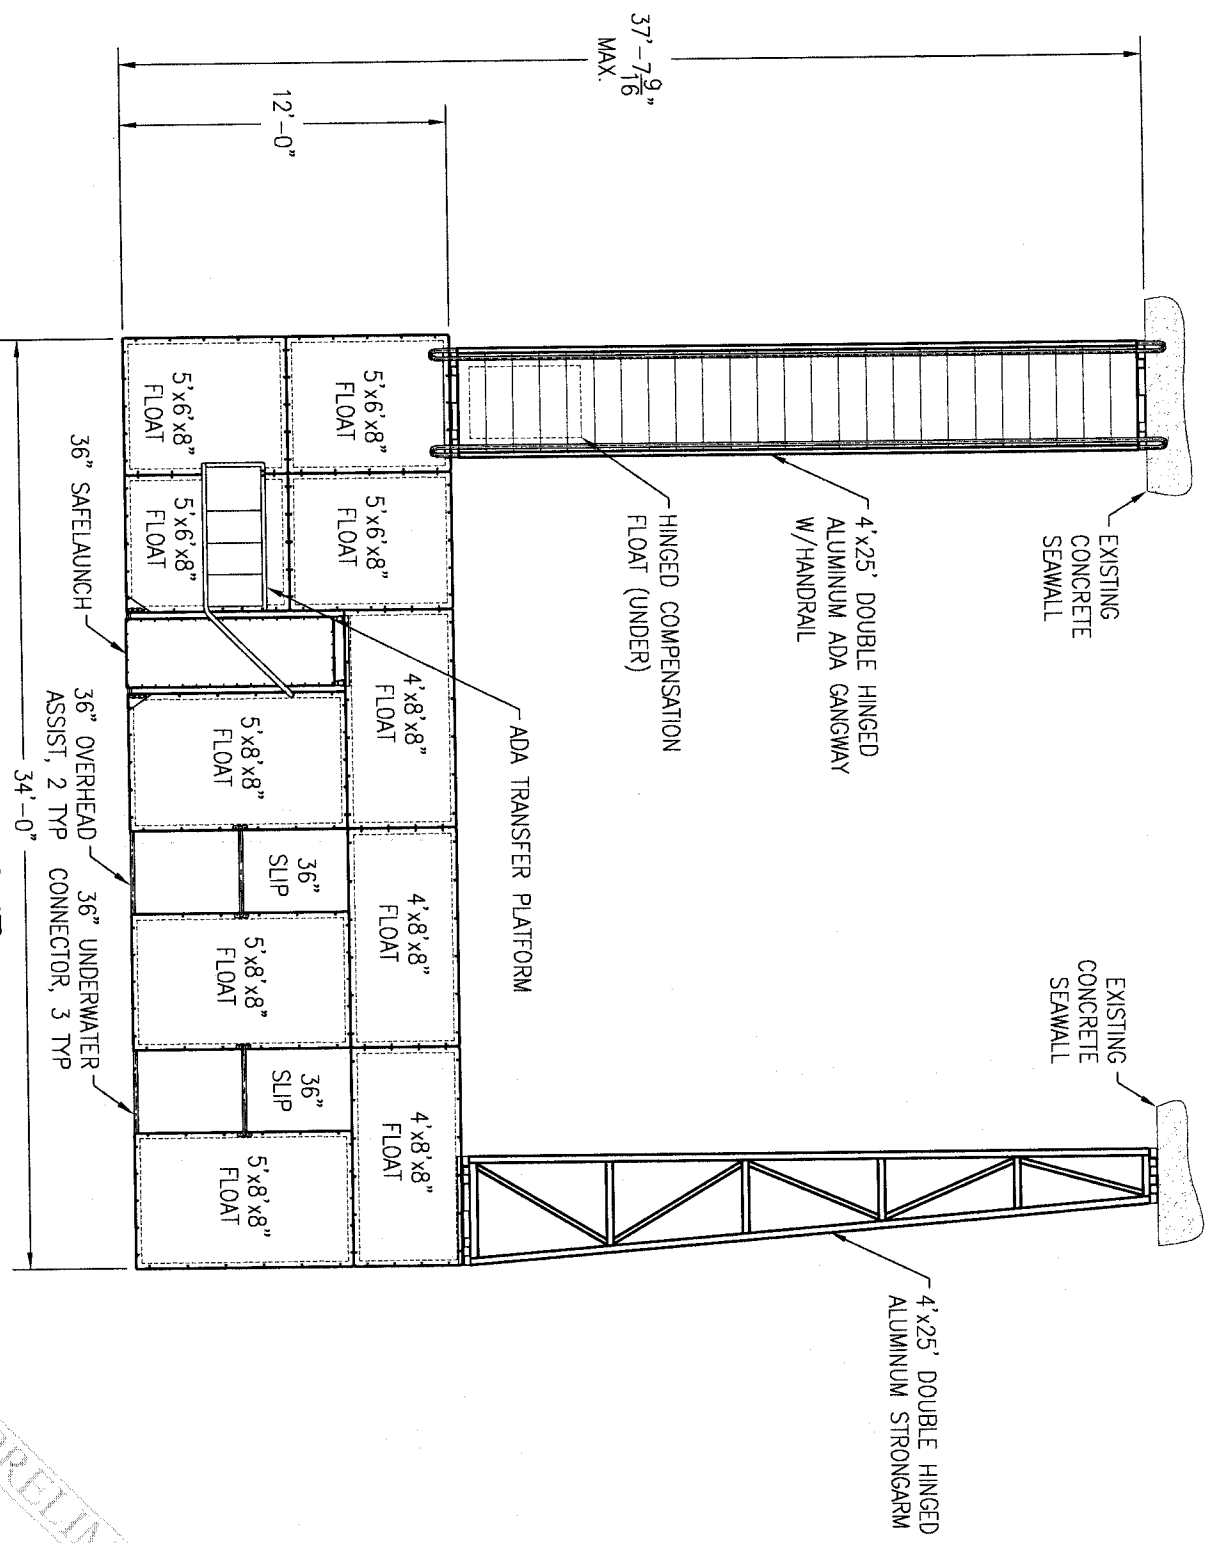 37'-7 9/16"
MAX.
12'-0"
EXISTING
CONCRETE
SEAWALL
4'x25' DOUBLE HINGED
ALUMINUM ADA GANGWAY
W/HANDRAIL
HINGED COMPENSATION
FLOAT (UNDER)
ADA TRANSFER PLATFORM
EXISTING
CONCRETE
SEAWALL
4'x25' DOUBLE HINGED
ALUMINUM STRONGARM
5'x6'x8"
FLOAT
5'x6'x8"
FLOAT
4'x8'x8"
FLOAT
4'x8'x8"
FLOAT
4'x8'x8"
FLOAT
5'x6'x8"
FLOAT
5'x6'x8"
FLOAT
5'x8'x8"
FLOAT
36"
SLIP
5'x8'x8"
FLOAT
36"
SLIP
5'x8'x8"
FLOAT
36" SAFELAUNCH
36" OVERHEAD
ASSIST, 2 TYP
36" UNDERWATER
CONNECTOR, 3 TYP
34'-0"